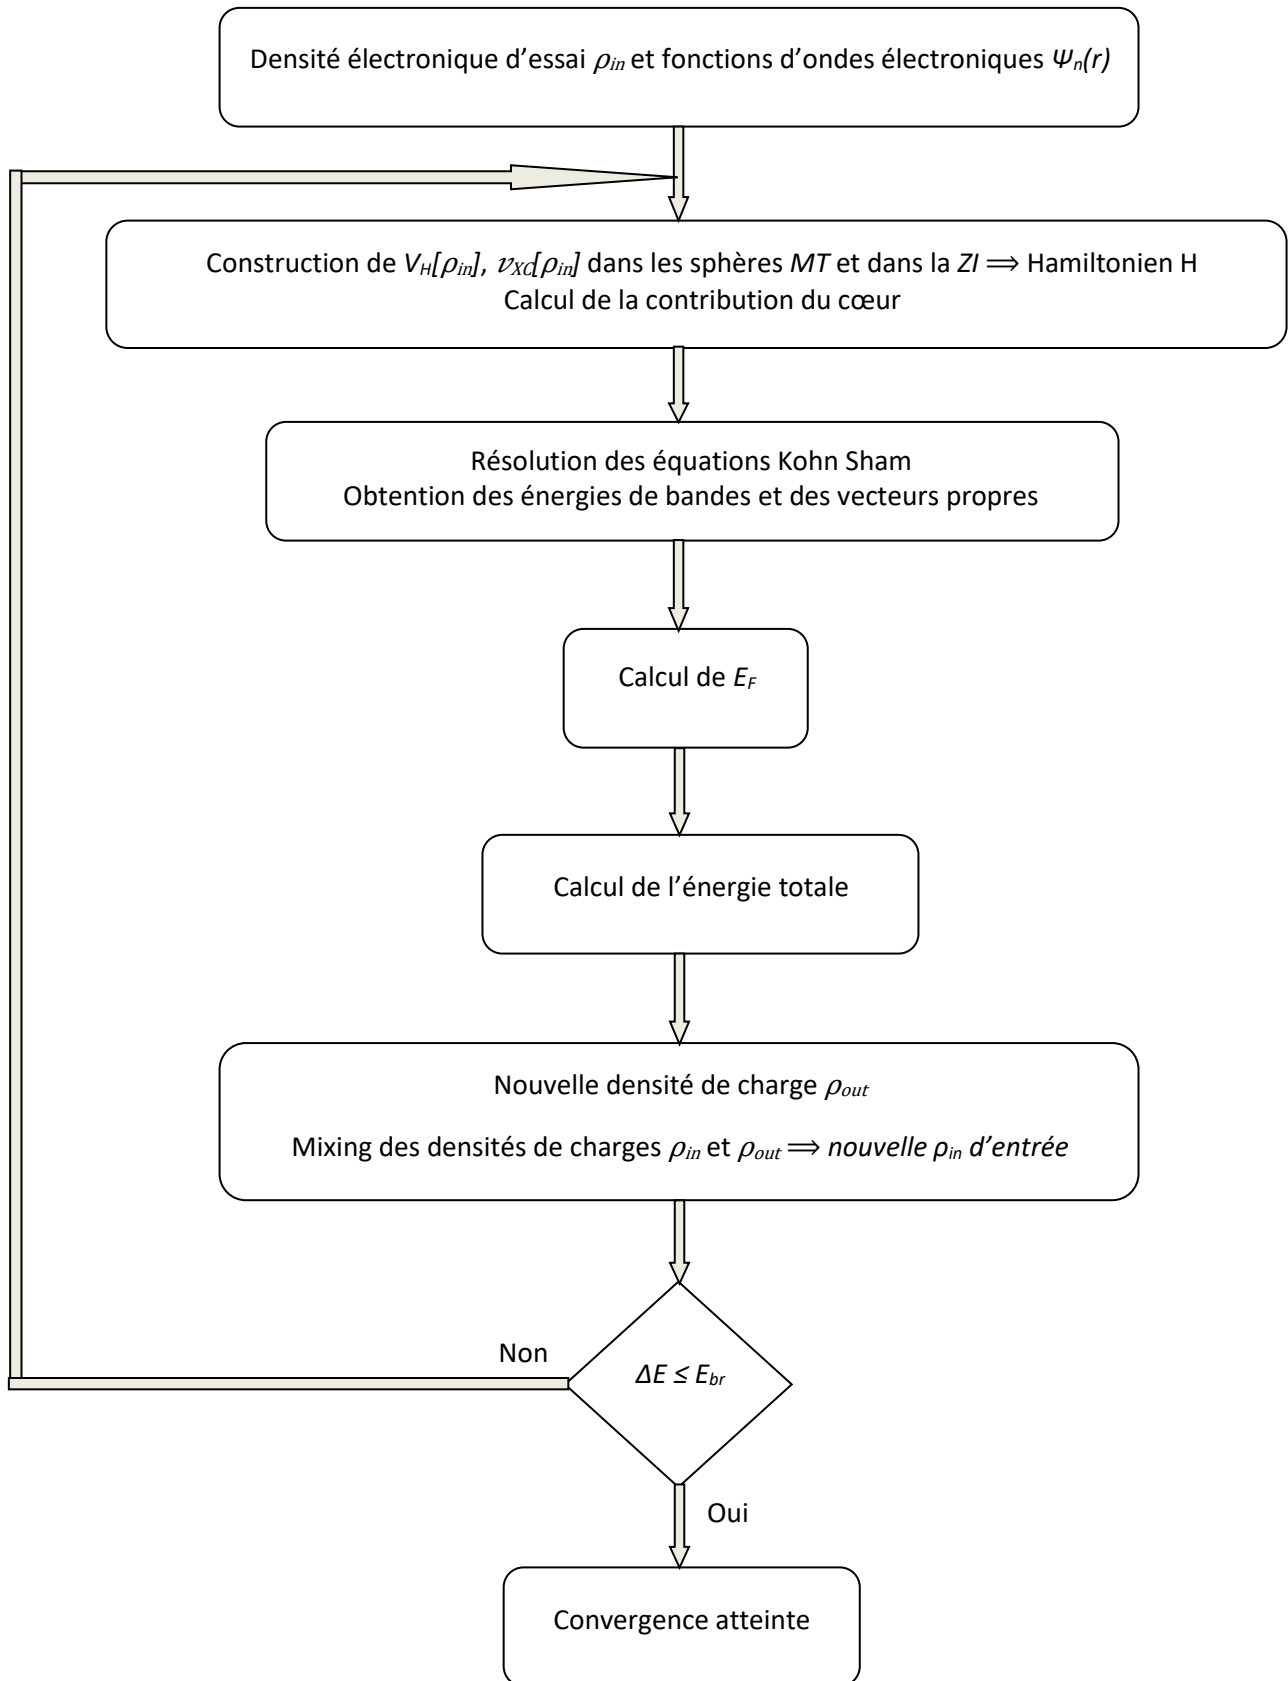 Densité électronique d’essai ρin et fonctions d’ondes électroniques Ψn(r)
Construction de VH[ρin], 𝑣XC[ρin] dans les sphères MT et dans la ZI ⟹ Hamiltonien H
Calcul de la contribution du cœur
Résolution des équations Kohn Sham
Obtention des énergies de bandes et des vecteurs propres
Calcul de EF
Calcul de l’énergie totale
Nouvelle densité de charge ρout
Mixing des densités de charges ρin et ρout ⟹ nouvelle ρin d’entrée
Non
ΔE ≤ Ebr
Oui
Convergence atteinte